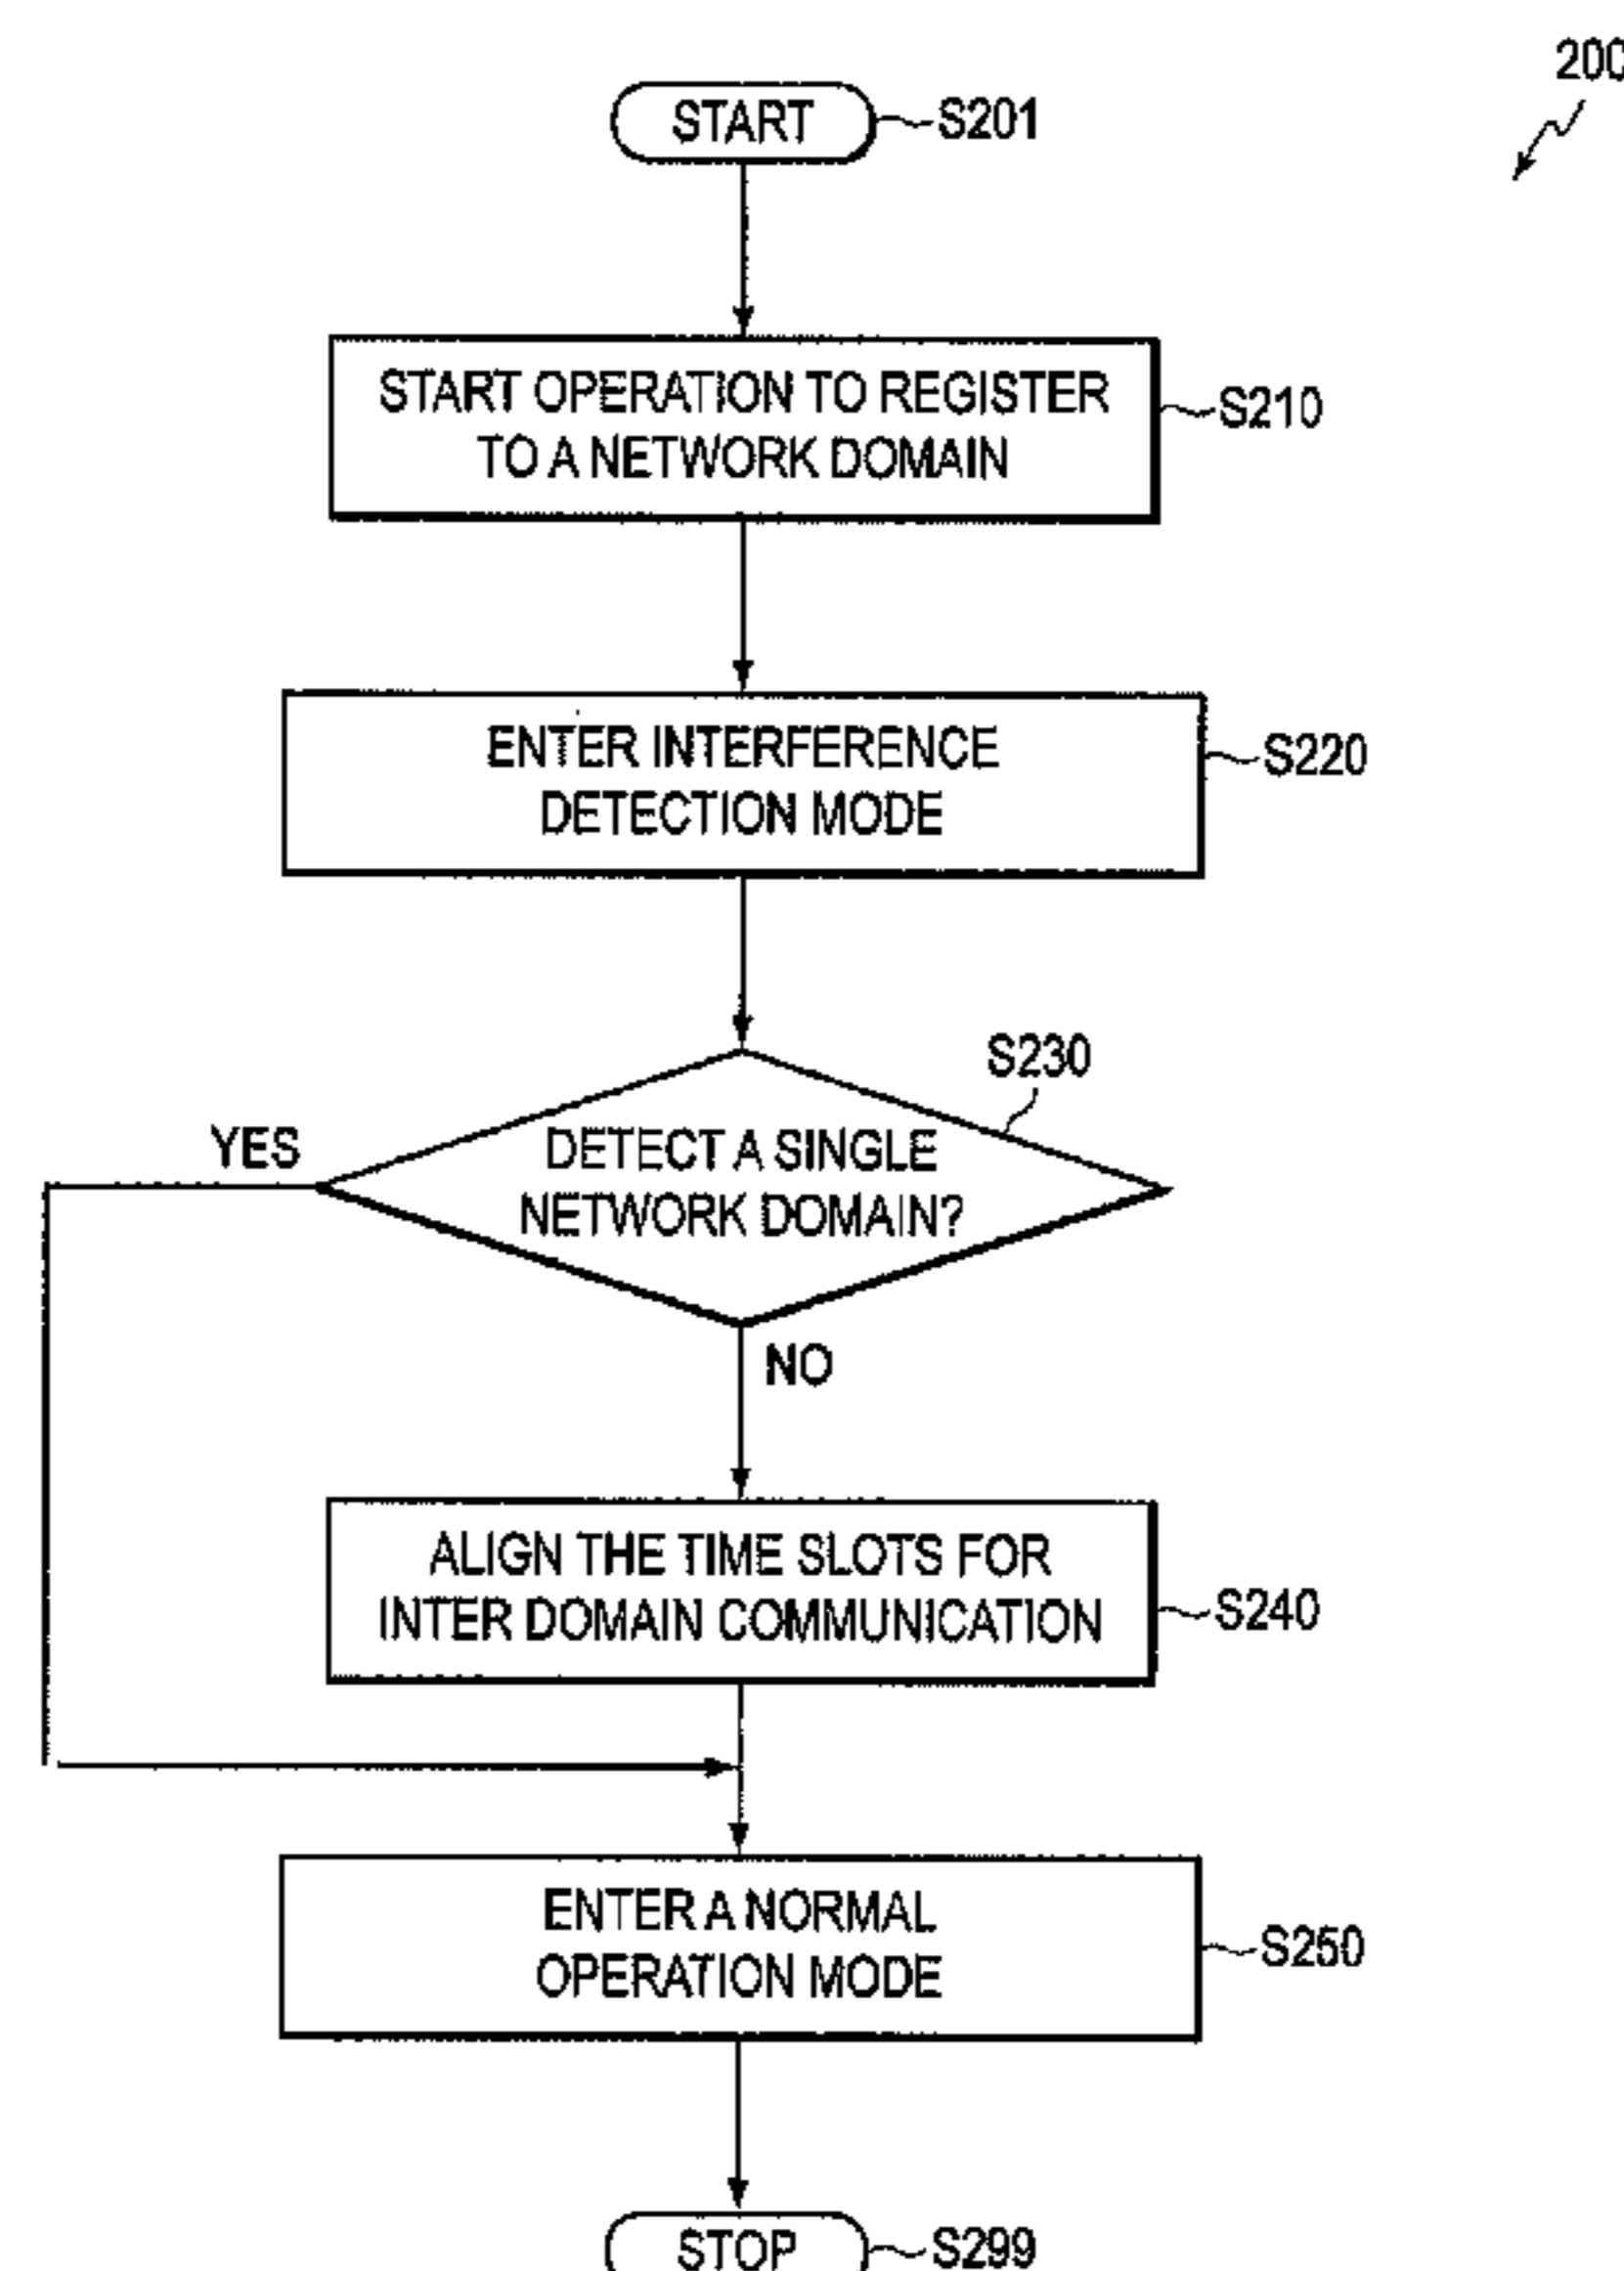 200
START
S201
START OPERATION TO REGISTER
TO A NETWORK DOMAIN
S210
ENTER INTERFERENCE
DETECTION MODE
S220
S230
YES
DETECT A SINGLE
NETWORK DOMAIN?
NO
ALIGN THE TIME SLOTS FOR
INTER DOMAIN COMMUNICATION
S240
ENTER A NORMAL
OPERATION MODE
S250
STOP
S299